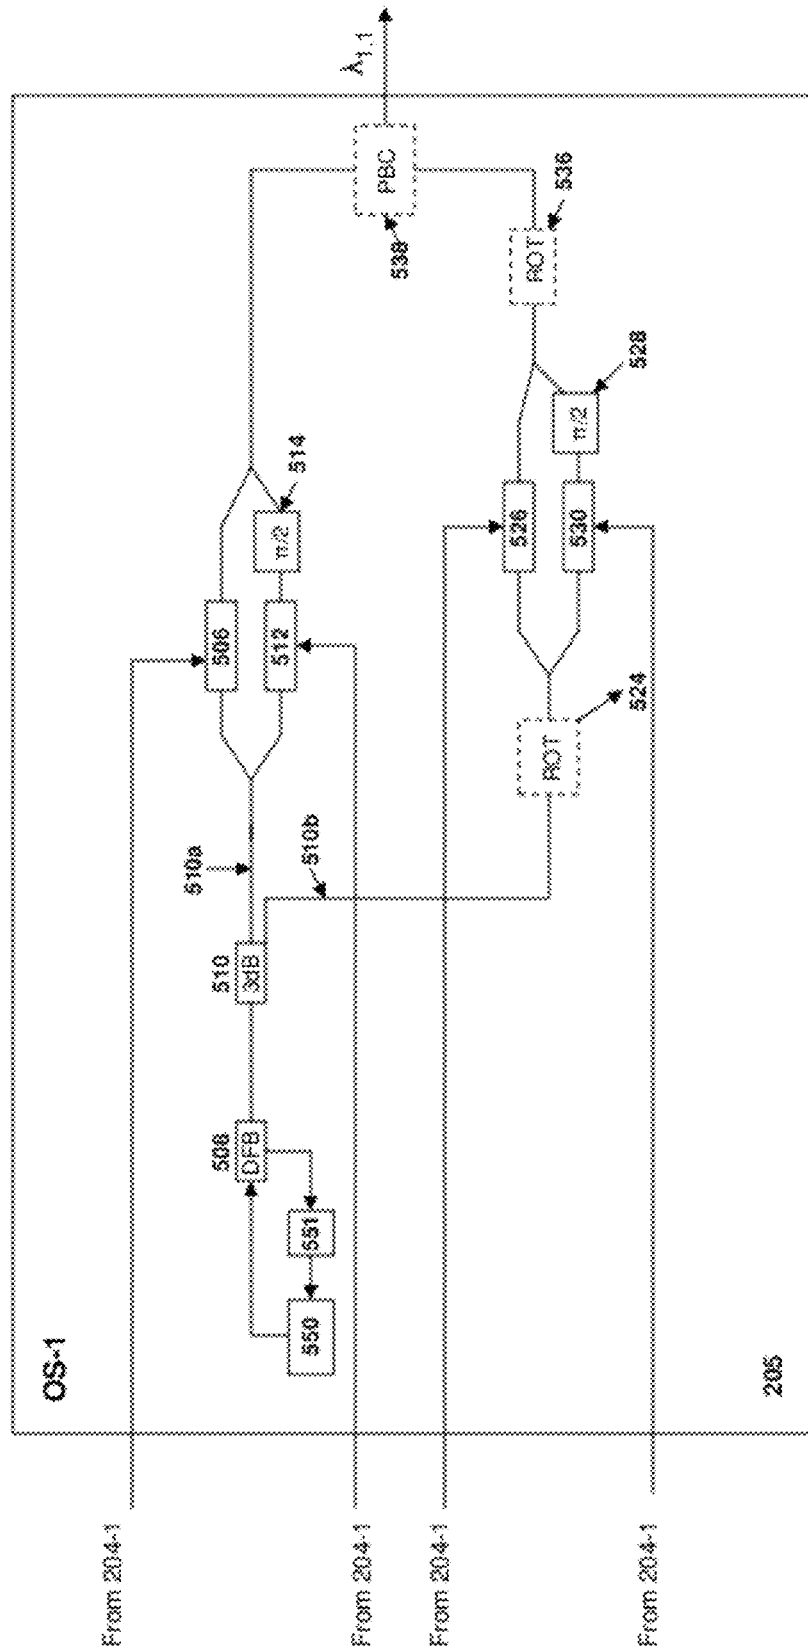 OS-1
From 204-1
506
508
DFB
510
3dB
510a
512
π/2
514
551
550
510b
From 204-1
λ1,1
PBC
538
From 204-1
526
ROT
536
ROT
524
530
π/2
528
From 204-1
205